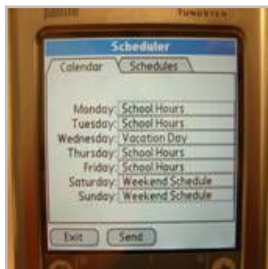 TUNGSTEN
Scheduler
Calendar Schedules
Monday: School Hours
Tuesday: School Hours
Wednesday: Vacation Day
Thursday: School Hours
Friday: School Hours
Saturday: Weekend Schedule
Sunday: Weekend Schedule
Exit Send